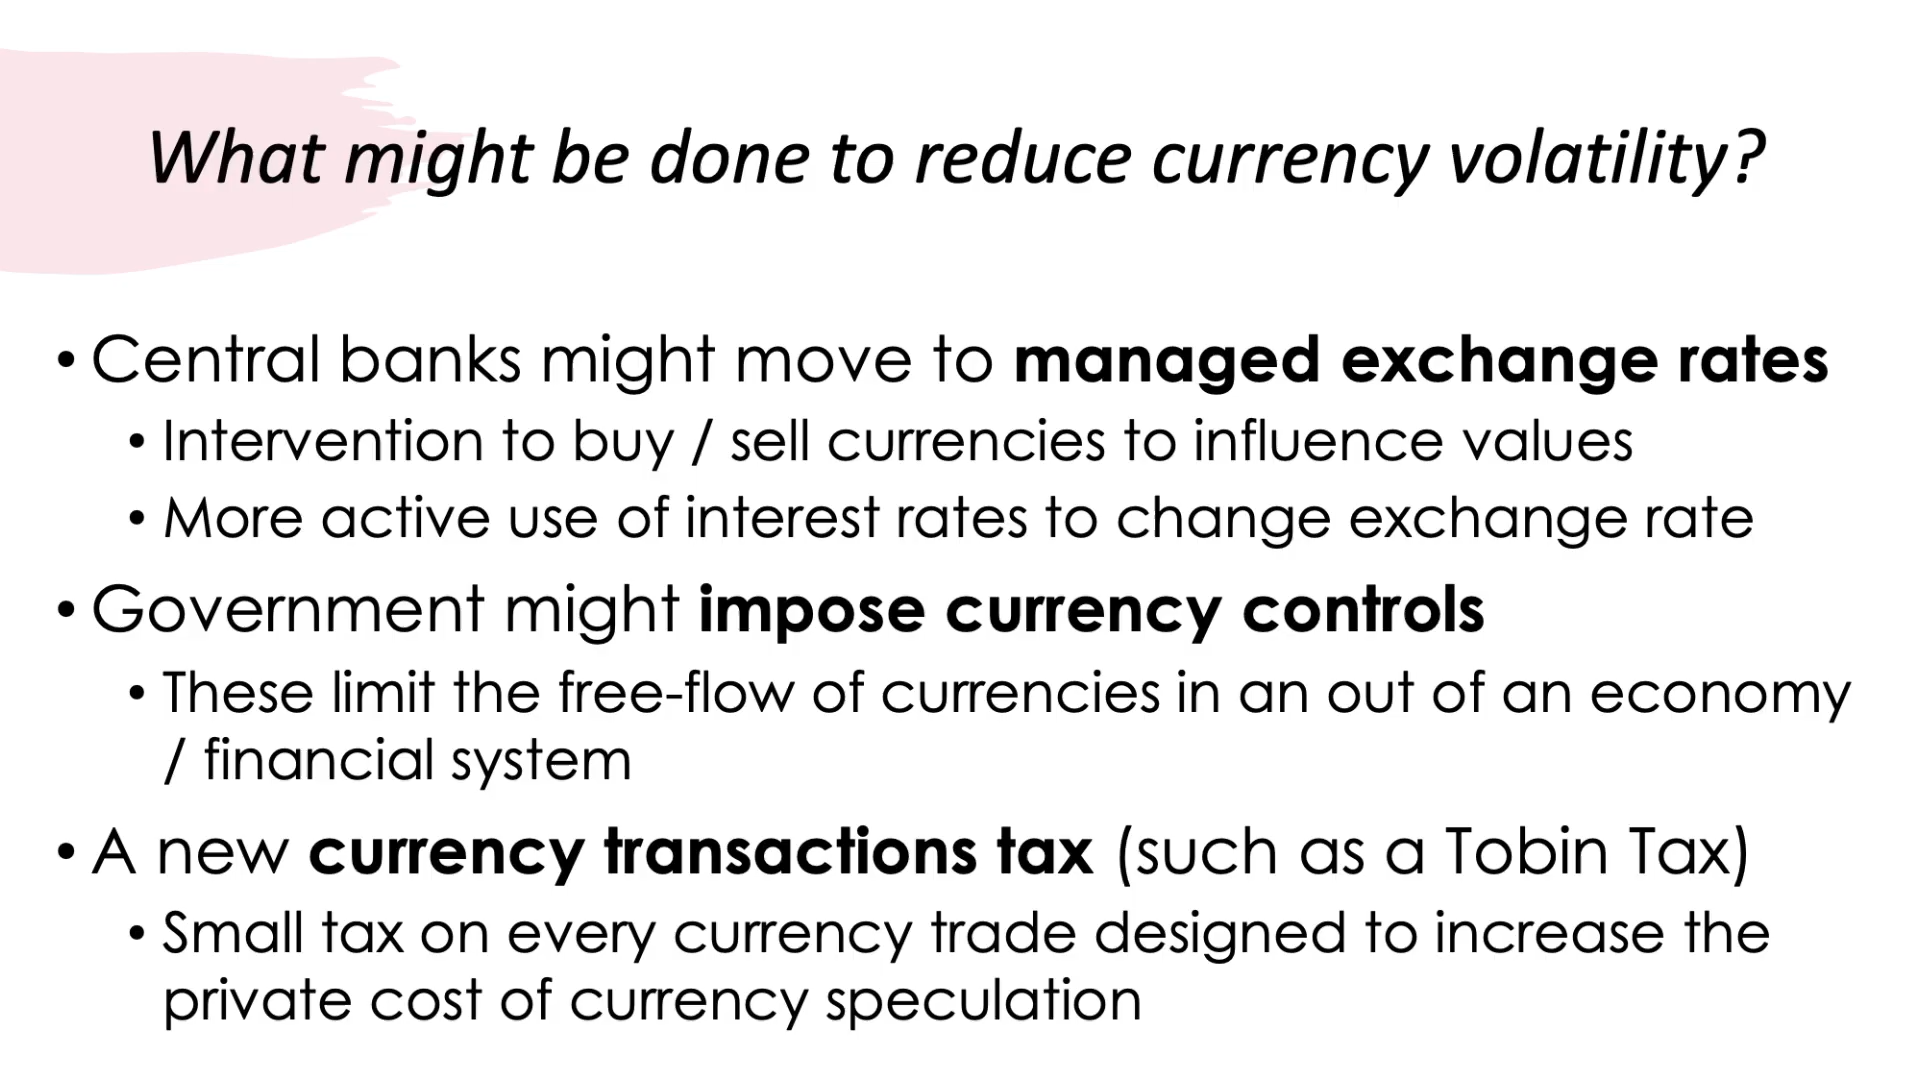 What might be done to reduce currency volatility?
• Central banks might move to managed exchange rates
• Intervention to buy / sell currencies to influence values
• More active use of interest rates to change exchange rate
• Government might impose currency controls
• These limit the free-flow of currencies in an out of an economy
/ financial system
• A new currency transactions tax (such as a Tobin Tax)
• Small tax on every currency trade designed to increase the
private cost of currency speculation